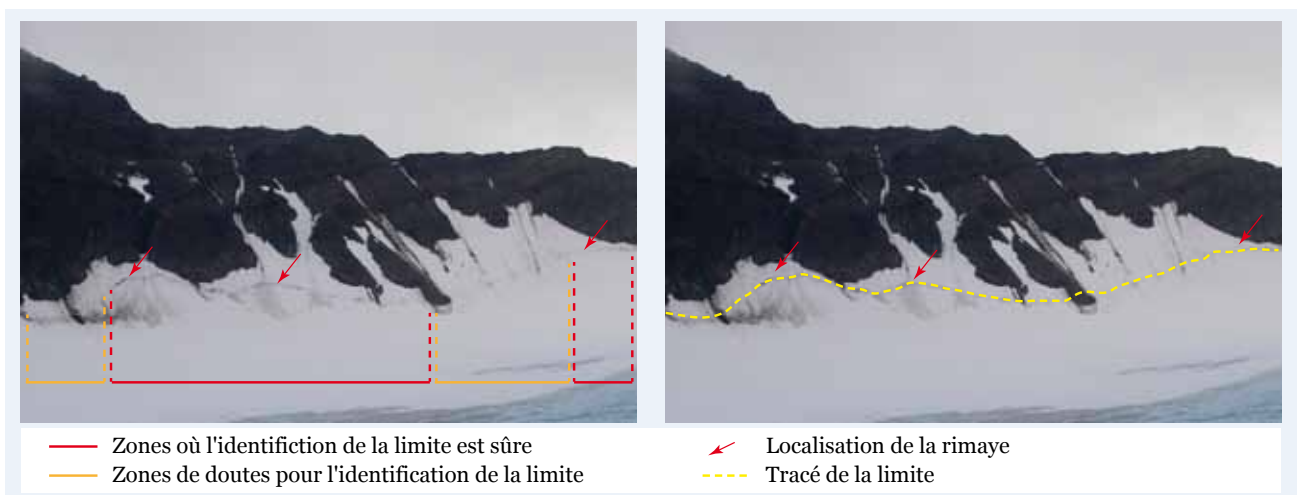 Zones où l'identifiction de la limite est sûre
Zones de doutes pour l'identification de la limite
Localisation de la rimaye
Tracé de la limite